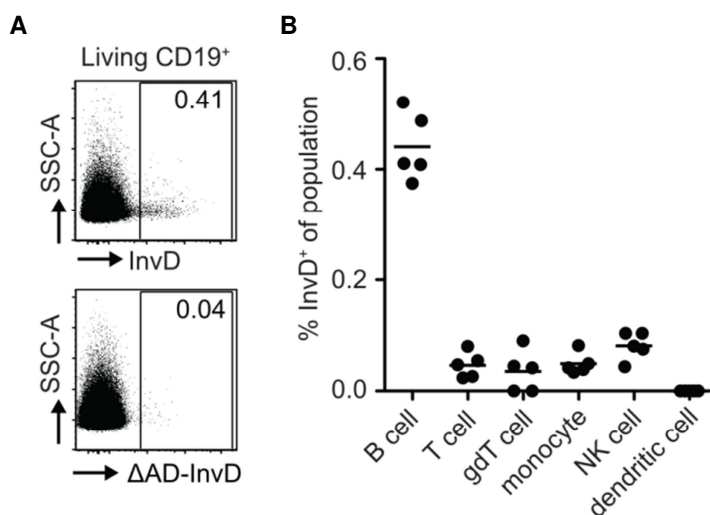 A
Living CD19+
0.41
SSC-A
InvD
0.04
SSC-A
ΔAD-InvD
B
% InvD+ of population
0.6
0.4
0.2
0.0
B cell
T cell
gdT cell
monocyte
NK cell
dendritic cell